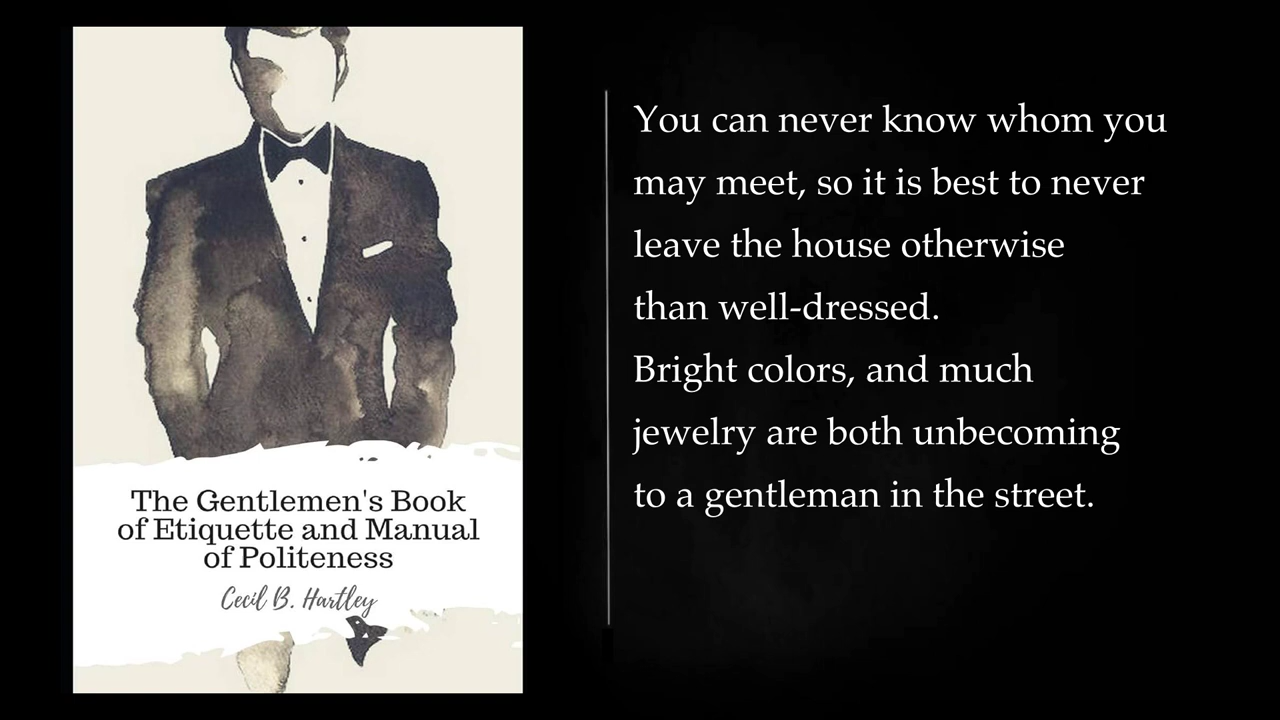 The Gentlemen's Book
of Etiquette and Manual
of Politeness
Cecil B. Hartley
You can never know whom you
may meet, so it is best to never
leave the house otherwise
than well-dressed.
Bright colors, and much
jewelry are both unbecoming
to a gentleman in the street.